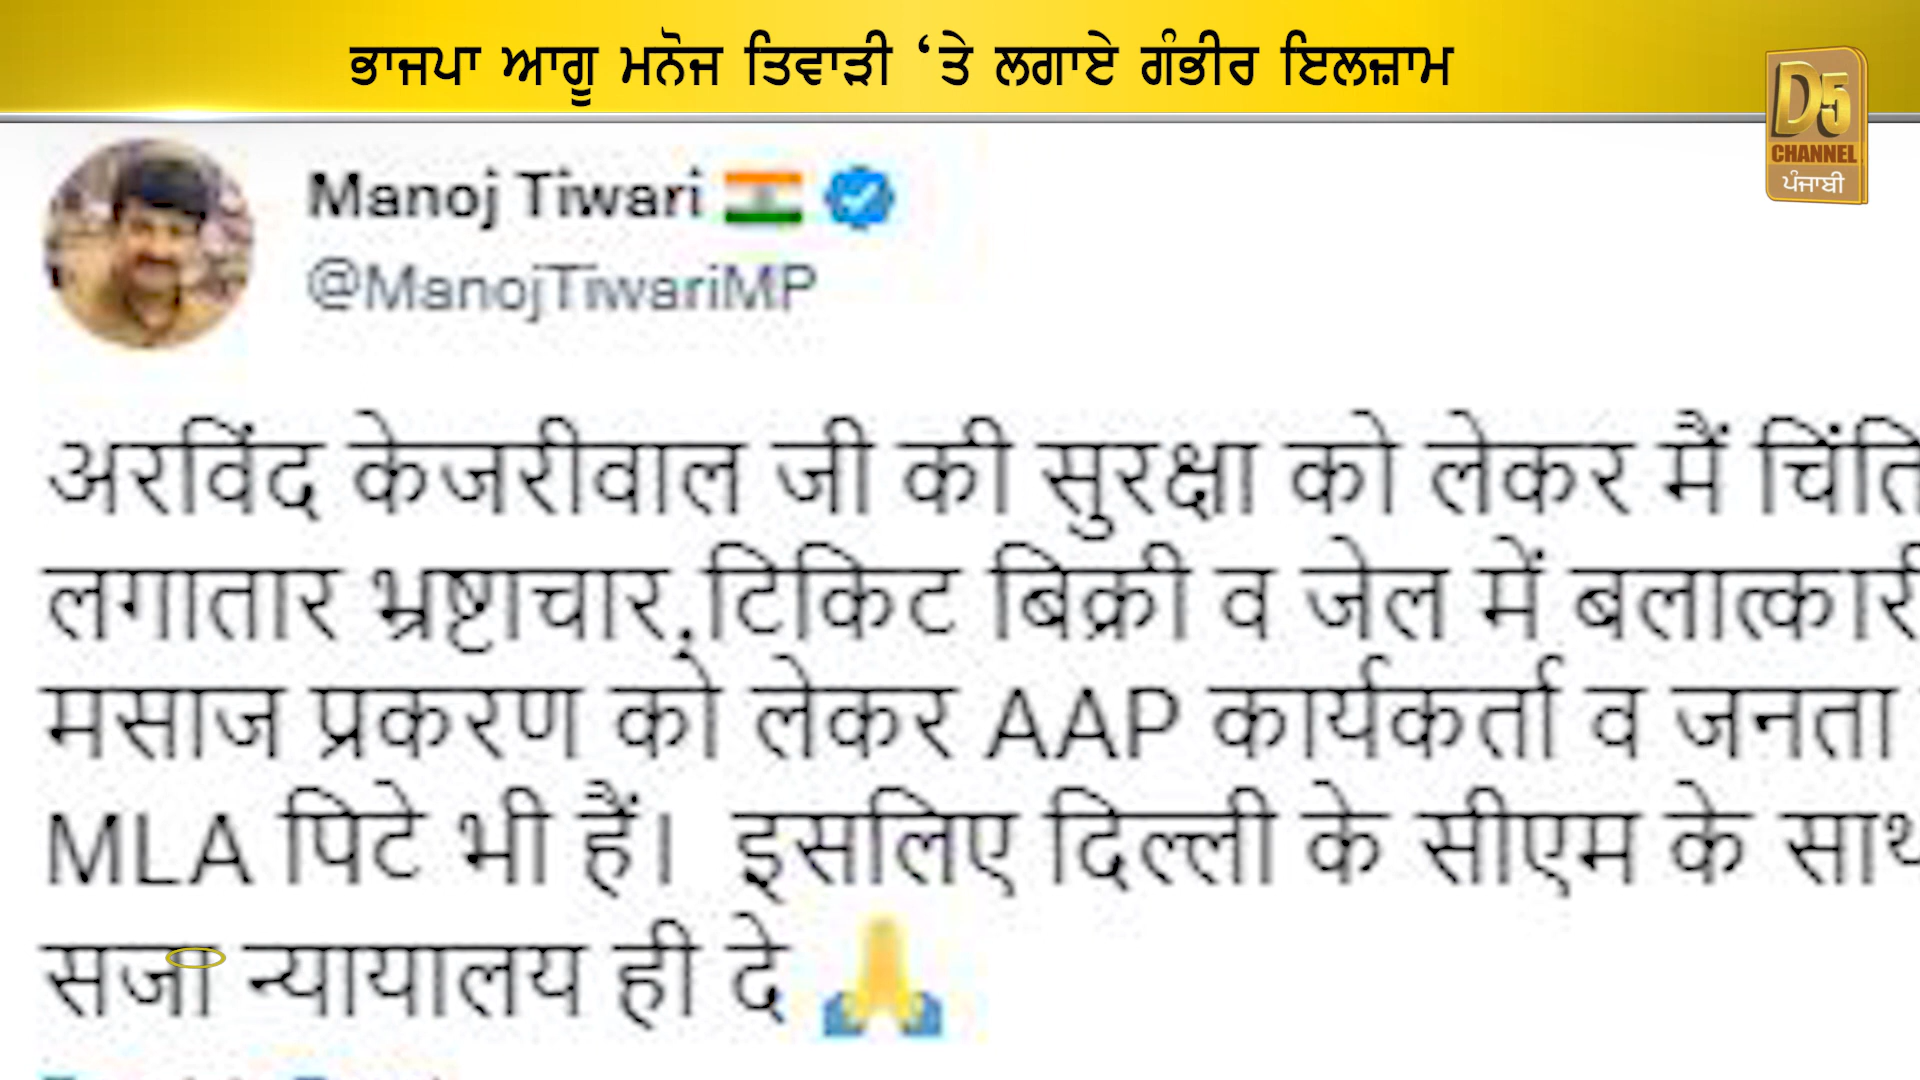 ਭਾਜਪਾ ਆਗੂ ਮਨੋਜ ਤਿਵਾੜੀ ‘ਤੇ ਲਗਾਏ ਗੰਭੀਰ ਇਲਜ਼ਾਮ
D5
CHANNEL
ਪੰਜਾਬੀ
Manoj Tiwari
@ManojTiwariMP
अरविंद केजरीवाल जी की सुरक्षा को लेकर मैं
लगातार भ्रष्टाचार,टिकिट बिक्री व जेल में बलात्कारी
मसाज प्रकरण को लेकर AAP कार्यकर्ता व जनता
MLA पिटे भी हैं। इसलिए दिल्ली के सीएम के
सजा न्यायालय ही दे 🙏